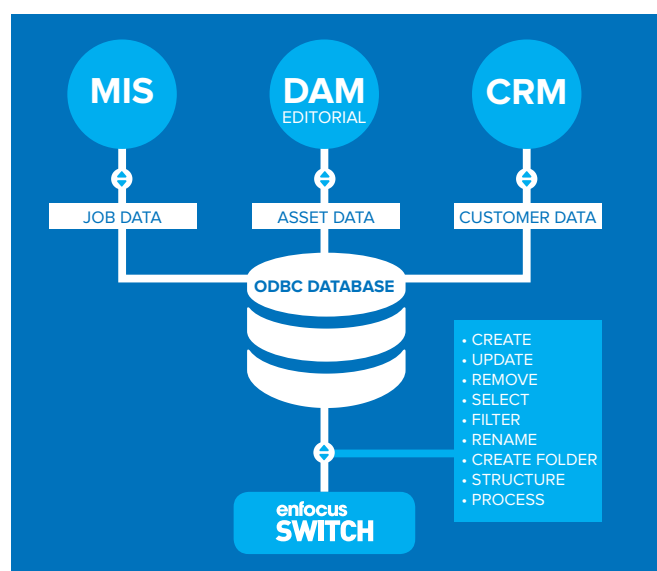 MIS
DAM
EDITORIAL
CRM
JOB DATA
ASSET DATA
CUSTOMER DATA
ODBC DATABASE
• CREATE
• UPDATE
• REMOVE
• SELECT
• FILTER
• RENAME
• CREATE FOLDER
• STRUCTURE
• PROCESS
enfocus
SWITCH